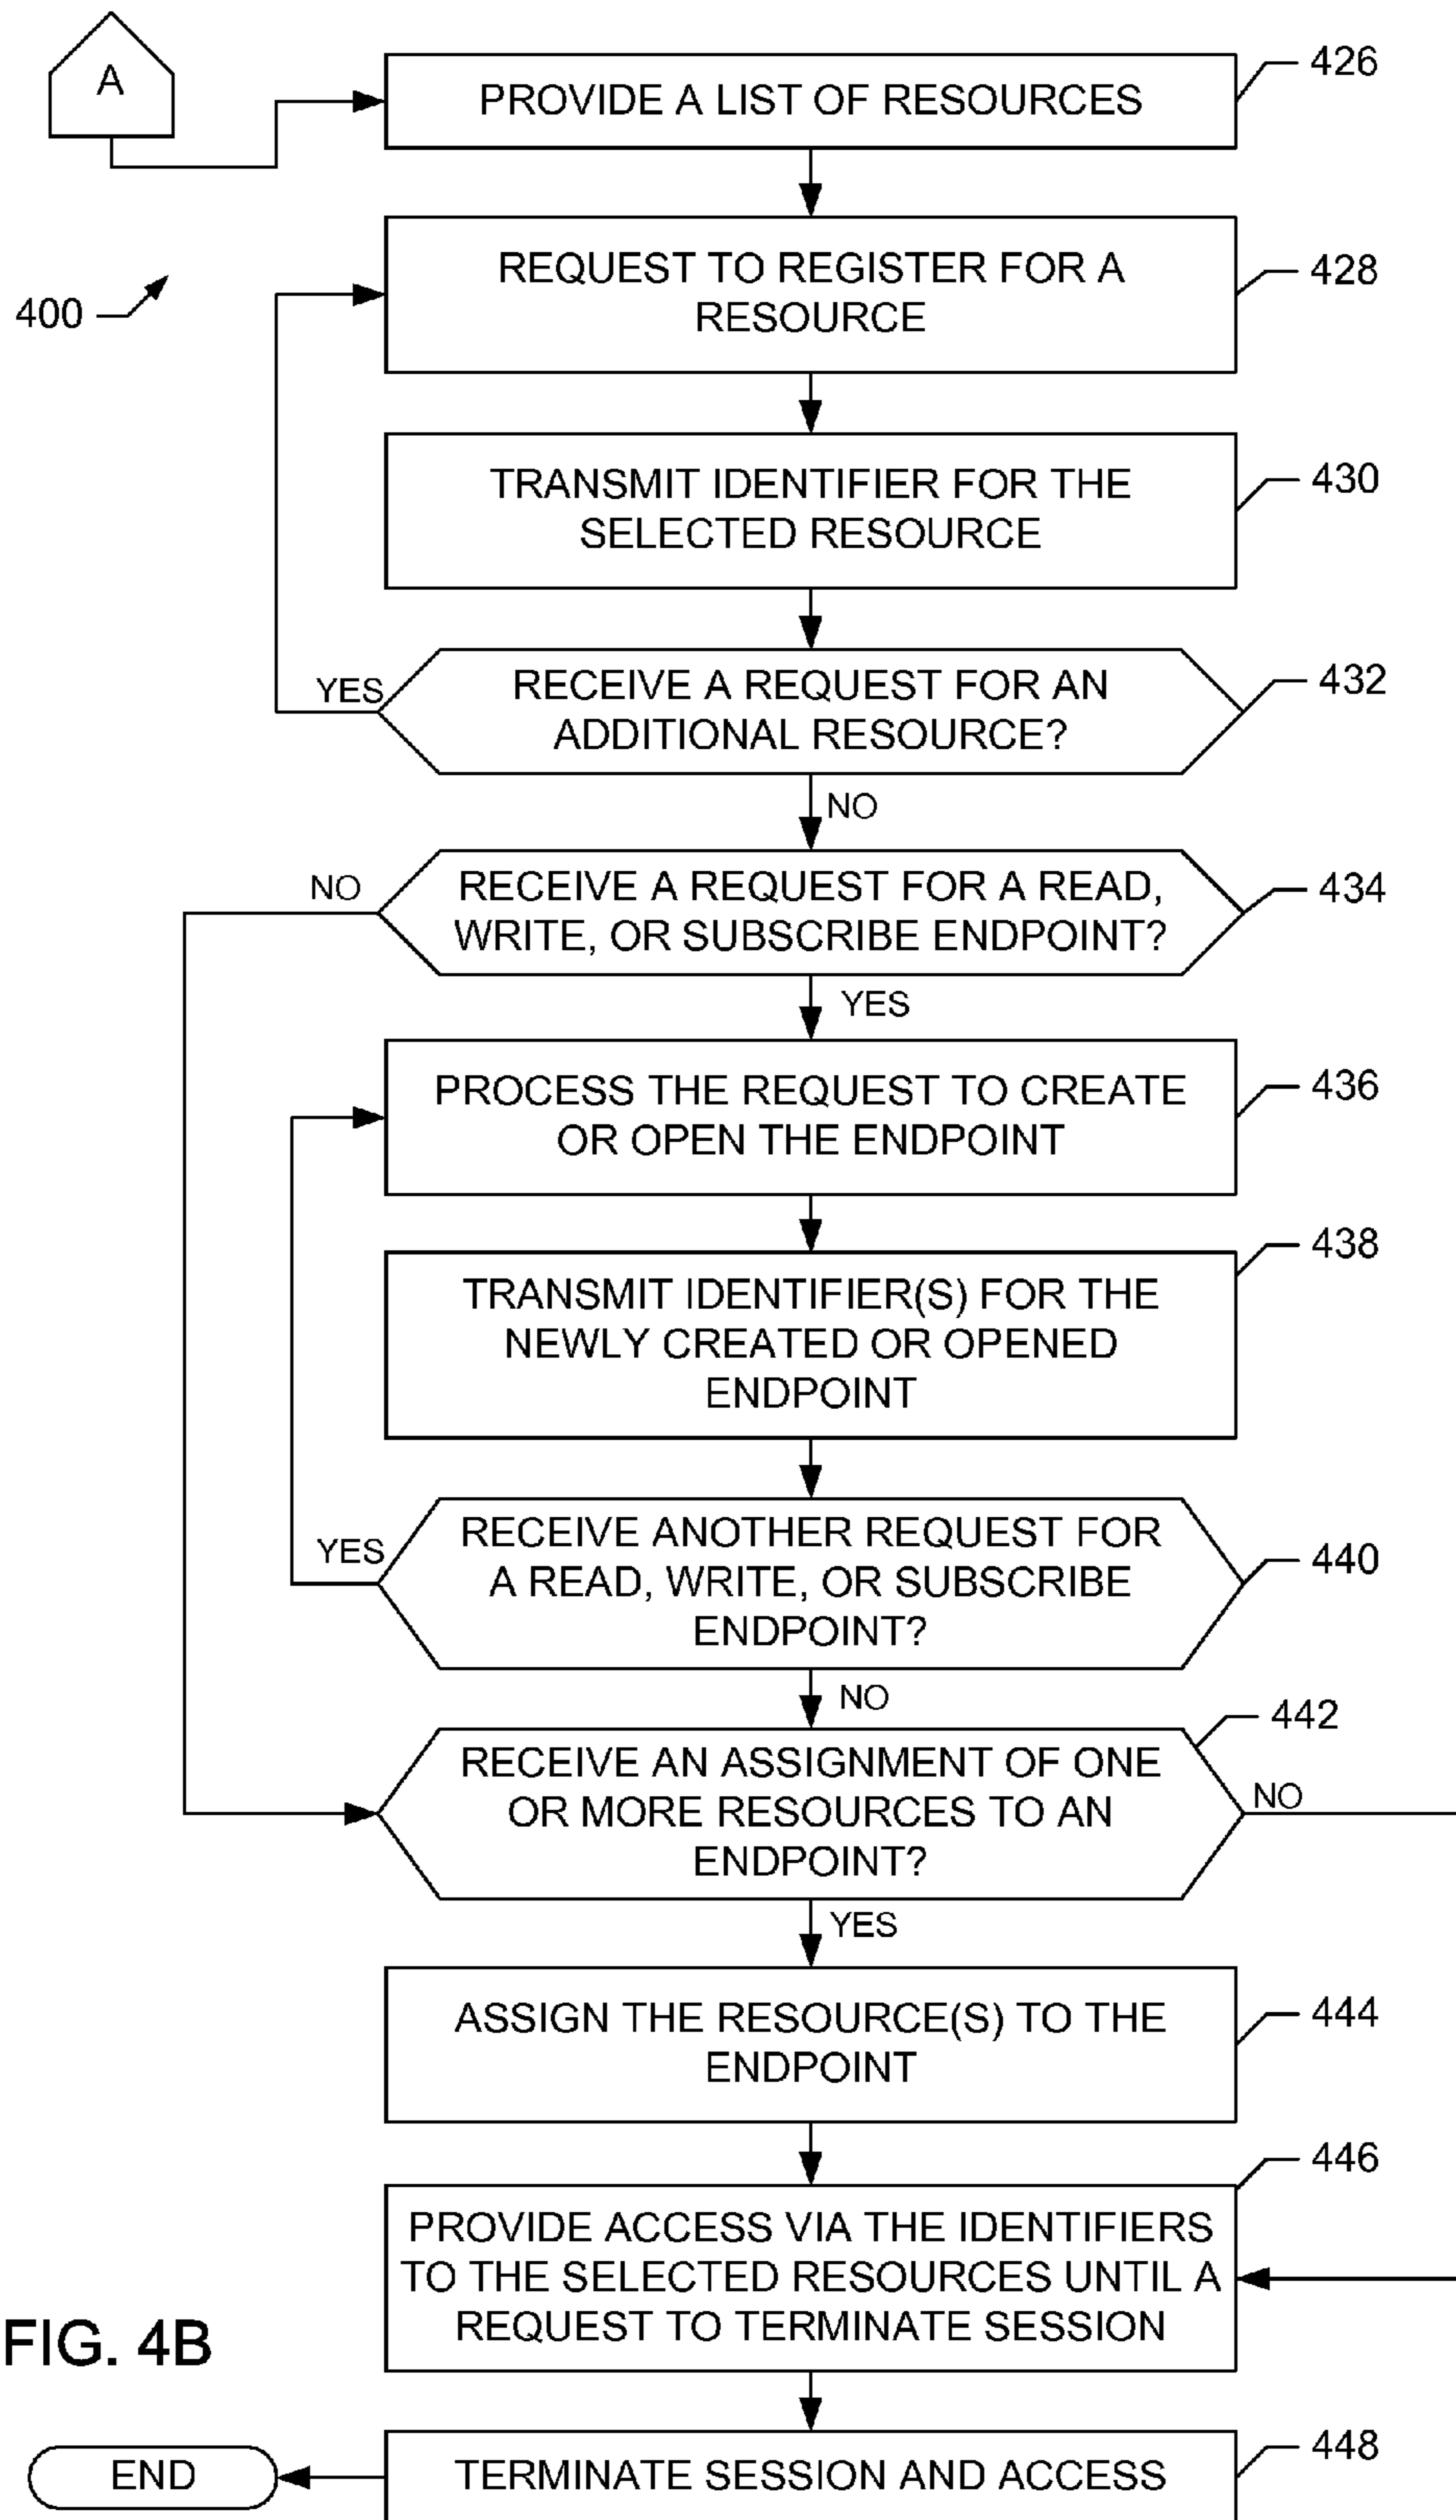 A
PROVIDE A LIST OF RESOURCES
426
400
REQUEST TO REGISTER FOR A
RESOURCE
428
TRANSMIT IDENTIFIER FOR THE
SELECTED RESOURCE
430
YES
RECEIVE A REQUEST FOR AN
ADDITIONAL RESOURCE?
432
NO
NO
RECEIVE A REQUEST FOR A READ,
WRITE, OR SUBSCRIBE ENDPOINT?
434
YES
PROCESS THE REQUEST TO CREATE
OR OPEN THE ENDPOINT
436
TRANSMIT IDENTIFIER(S) FOR THE
NEWLY CREATED OR OPENED
ENDPOINT
438
YES
RECEIVE ANOTHER REQUEST FOR
A READ, WRITE, OR SUBSCRIBE
ENDPOINT?
440
NO
RECEIVE AN ASSIGNMENT OF ONE
OR MORE RESOURCES TO AN
ENDPOINT?
442
NO
YES
ASSIGN THE RESOURCE(S) TO THE
ENDPOINT
444
PROVIDE ACCESS VIA THE IDENTIFIERS
TO THE SELECTED RESOURCES UNTIL A
REQUEST TO TERMINATE SESSION
446
FIG. 4B
END
TERMINATE SESSION AND ACCESS
448